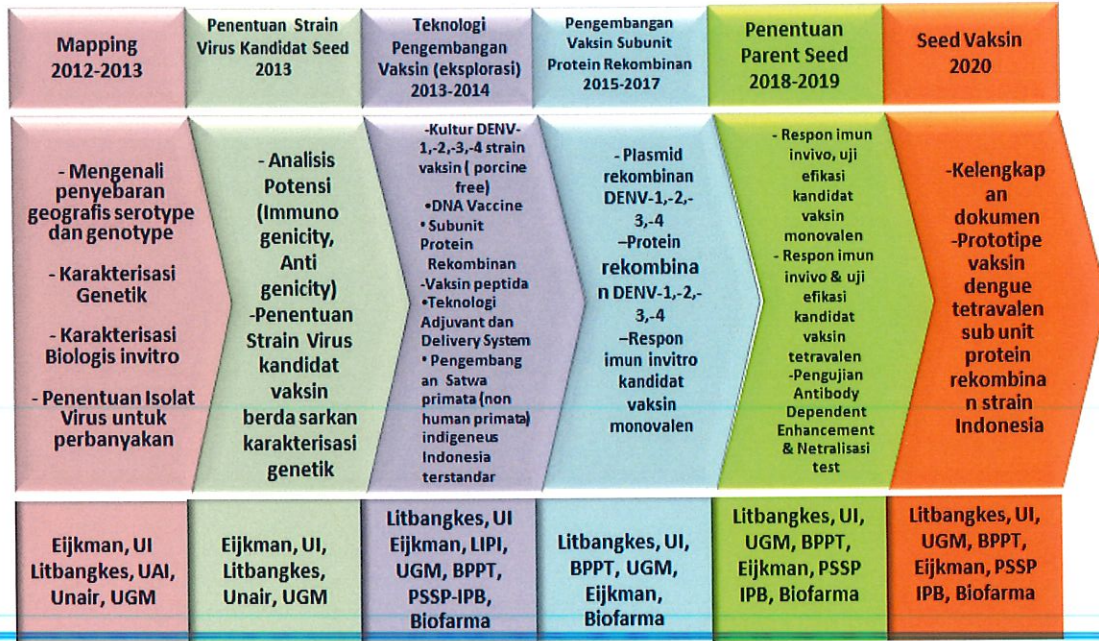 Mapping
2012-2013
Penentuan Strain
Virus Kandidat Seed
2013
Teknologi
Pengembangan
Vaksin (eksplorasi)
2013-2014
Pengembangan
Vaksin Subunit
Protein Rekombinan
2015-2017
Penentuan
Parent Seed
2018-2019
Seed Vaksin
2020
- Mengenali
penyebaran
geografis serotype
dan genotype
- Karakterisasi
Genetik
- Karakterisasi
Biologis invitro
- Penentuan Isolat
Virus untuk
perbanyakan
- Analisis
Potensi
(Immuno
genicity,
Anti
genicity)
-Penentuan
Strain Virus
kandidat
vaksin
berda sarkan
karakterisasi
genetik
-Kultur DENV-
1,-2,-3,-4 strain
vaksin ( porcine
free)
•DNA Vaccine
• Subunit
Protein
Rekombinan
-Vaksin peptida
•Teknologi
Adjuvant dan
Delivery System
• Pengembang
an Satwa
primata (non
human primata)
indigeneus
Indonesia
terstandar
- Plasmid
rekombinan
DENV-1,-2,-
3,-4
–Protein
rekombina
n DENV-1,-2,-
3,-4
–Respon
imun invitro
kandidat
vaksin
monovalen
- Respon imun
invivo, uji
efikasi
kandidat
vaksin
monovalen
- Respon imun
invivo & uji
efikasi
kandidat
vaksin
tetravalen
-Pengujian
Antibody
Dependent
Enhancement
& Netralisasi
test
-Kelengkap
an
dokumen
-Prototipe
vaksin
dengue
tetravalen
sub unit
protein
rekombina
n strain
Indonesia
Eijkman, UI
Litbangkes, UAI,
Unair, UGM
Eijkman, UI,
Litbangkes,
Unair, UGM
Litbangkes, UI
Eijkman, LIPI,
UGM, BPPT,
PSSP-IPB,
Biofarma
Litbangkes, UI,
BPPT, UGM,
Eijkman,
Biofarma
Litbangkes, UI,
UGM, BPPT,
Eijkman, PSSP
IPB, Biofarma
Litbangkes, UI,
UGM, BPPT,
Eijkman, PSSP
IPB, Biofarma